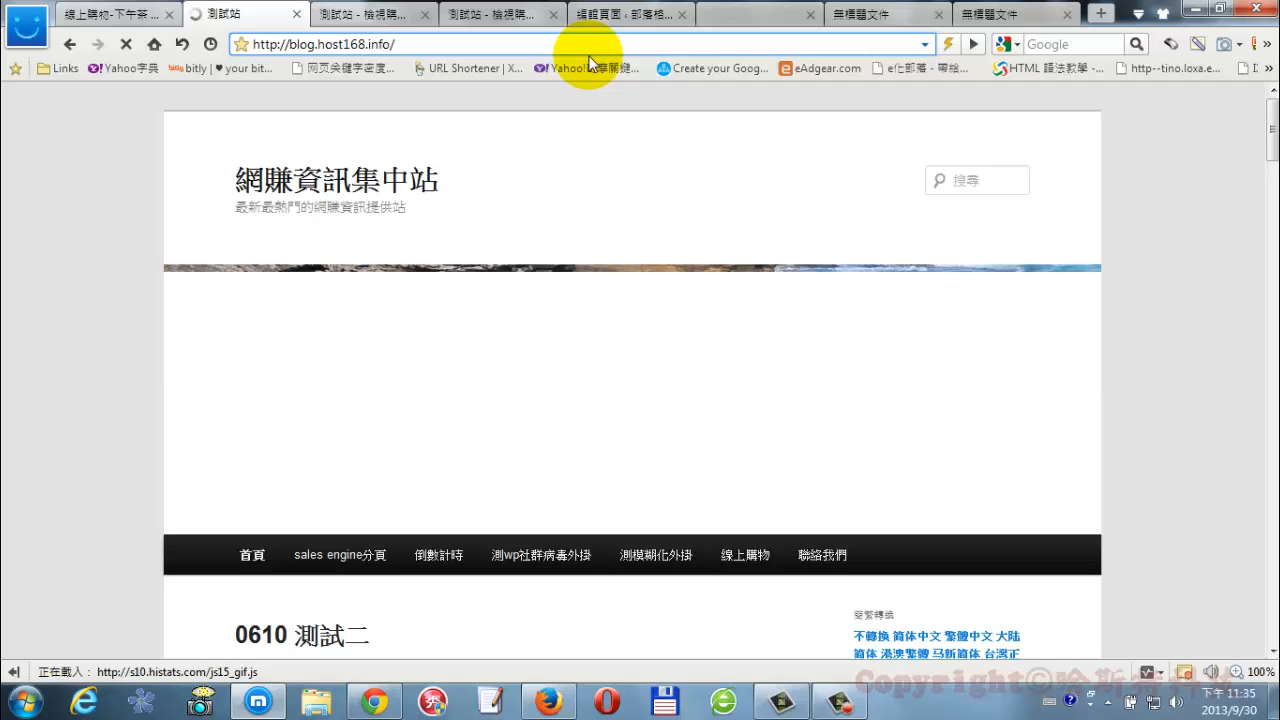 線上購物-下午茶 ...
測試站
測試站 - 檢視購...
測試站 - 檢視購...
編輯頁面 ‹ 部落格...
無標題文件
無標題文件
http://blog.host168.info/
Google
Links
Yahoo字典
bitly | ♥ your bit...
网页关键字密度...
URL Shortener | X...
Yahoo!
關鍵...
Create your Goog...
eAdgear.com
e化部落 - 帶給...
HTML 語法教學 - ...
http--tino.loxa.e...
網賺資訊集中站
搜尋
最新最熱門的網賺資訊提供站
首頁
sales engine分頁
倒數計時
測wp社群病毒外掛
測模糊化外掛
線上購物
聯絡我們
0610 測試二
簡繁轉換
不轉換 简体中文 繁體中文 大陆
简体 港澳繁體 马新简体 台灣正
正在載入： http://s10.histats.com/js15_gif.js
100%
Copyright©
下午 11:35
2013/9/30